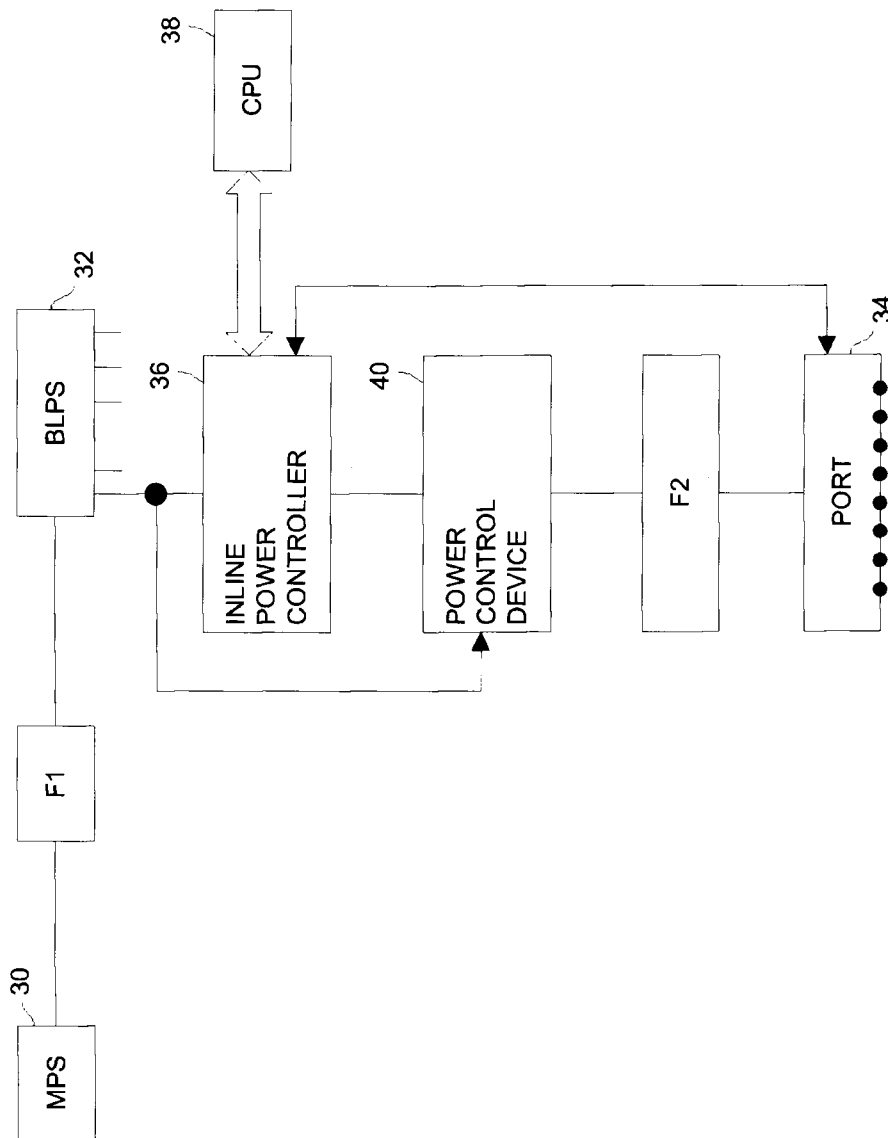 MPS
30
F1
BLPS
32
CPU
38
INLINE
POWER
CONTROLLER
36
POWER
CONTROL
DEVICE
40
F2
PORT
34